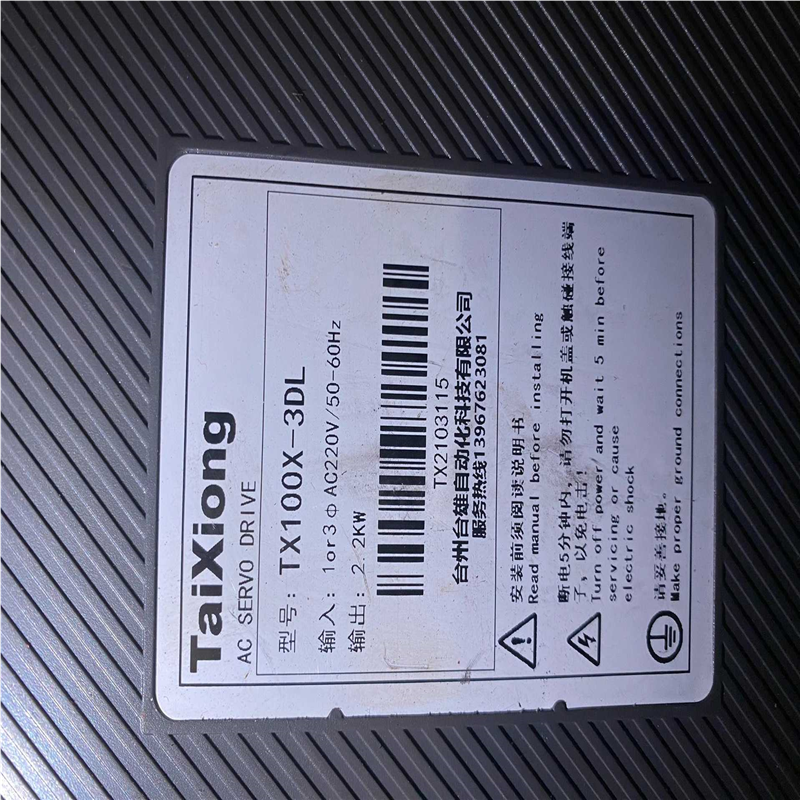 TaiXiong
AC SERVO DRIVE
型号: TX100X-3DL
输入: 1or3 Φ AC220V/50-60Hz
输出: 2.2KW
TX2103115
台州台雄自动化科技有限公司
服务热线13967623081
安装前须阅读说明书
Read manual before installing
断电5分钟内，请勿打开机盖或触碰接线端
子，以免电击!
Turn off power/and wait 5 min before
servicing or cause
electric shock
请妥善接地。
Make proper ground connections